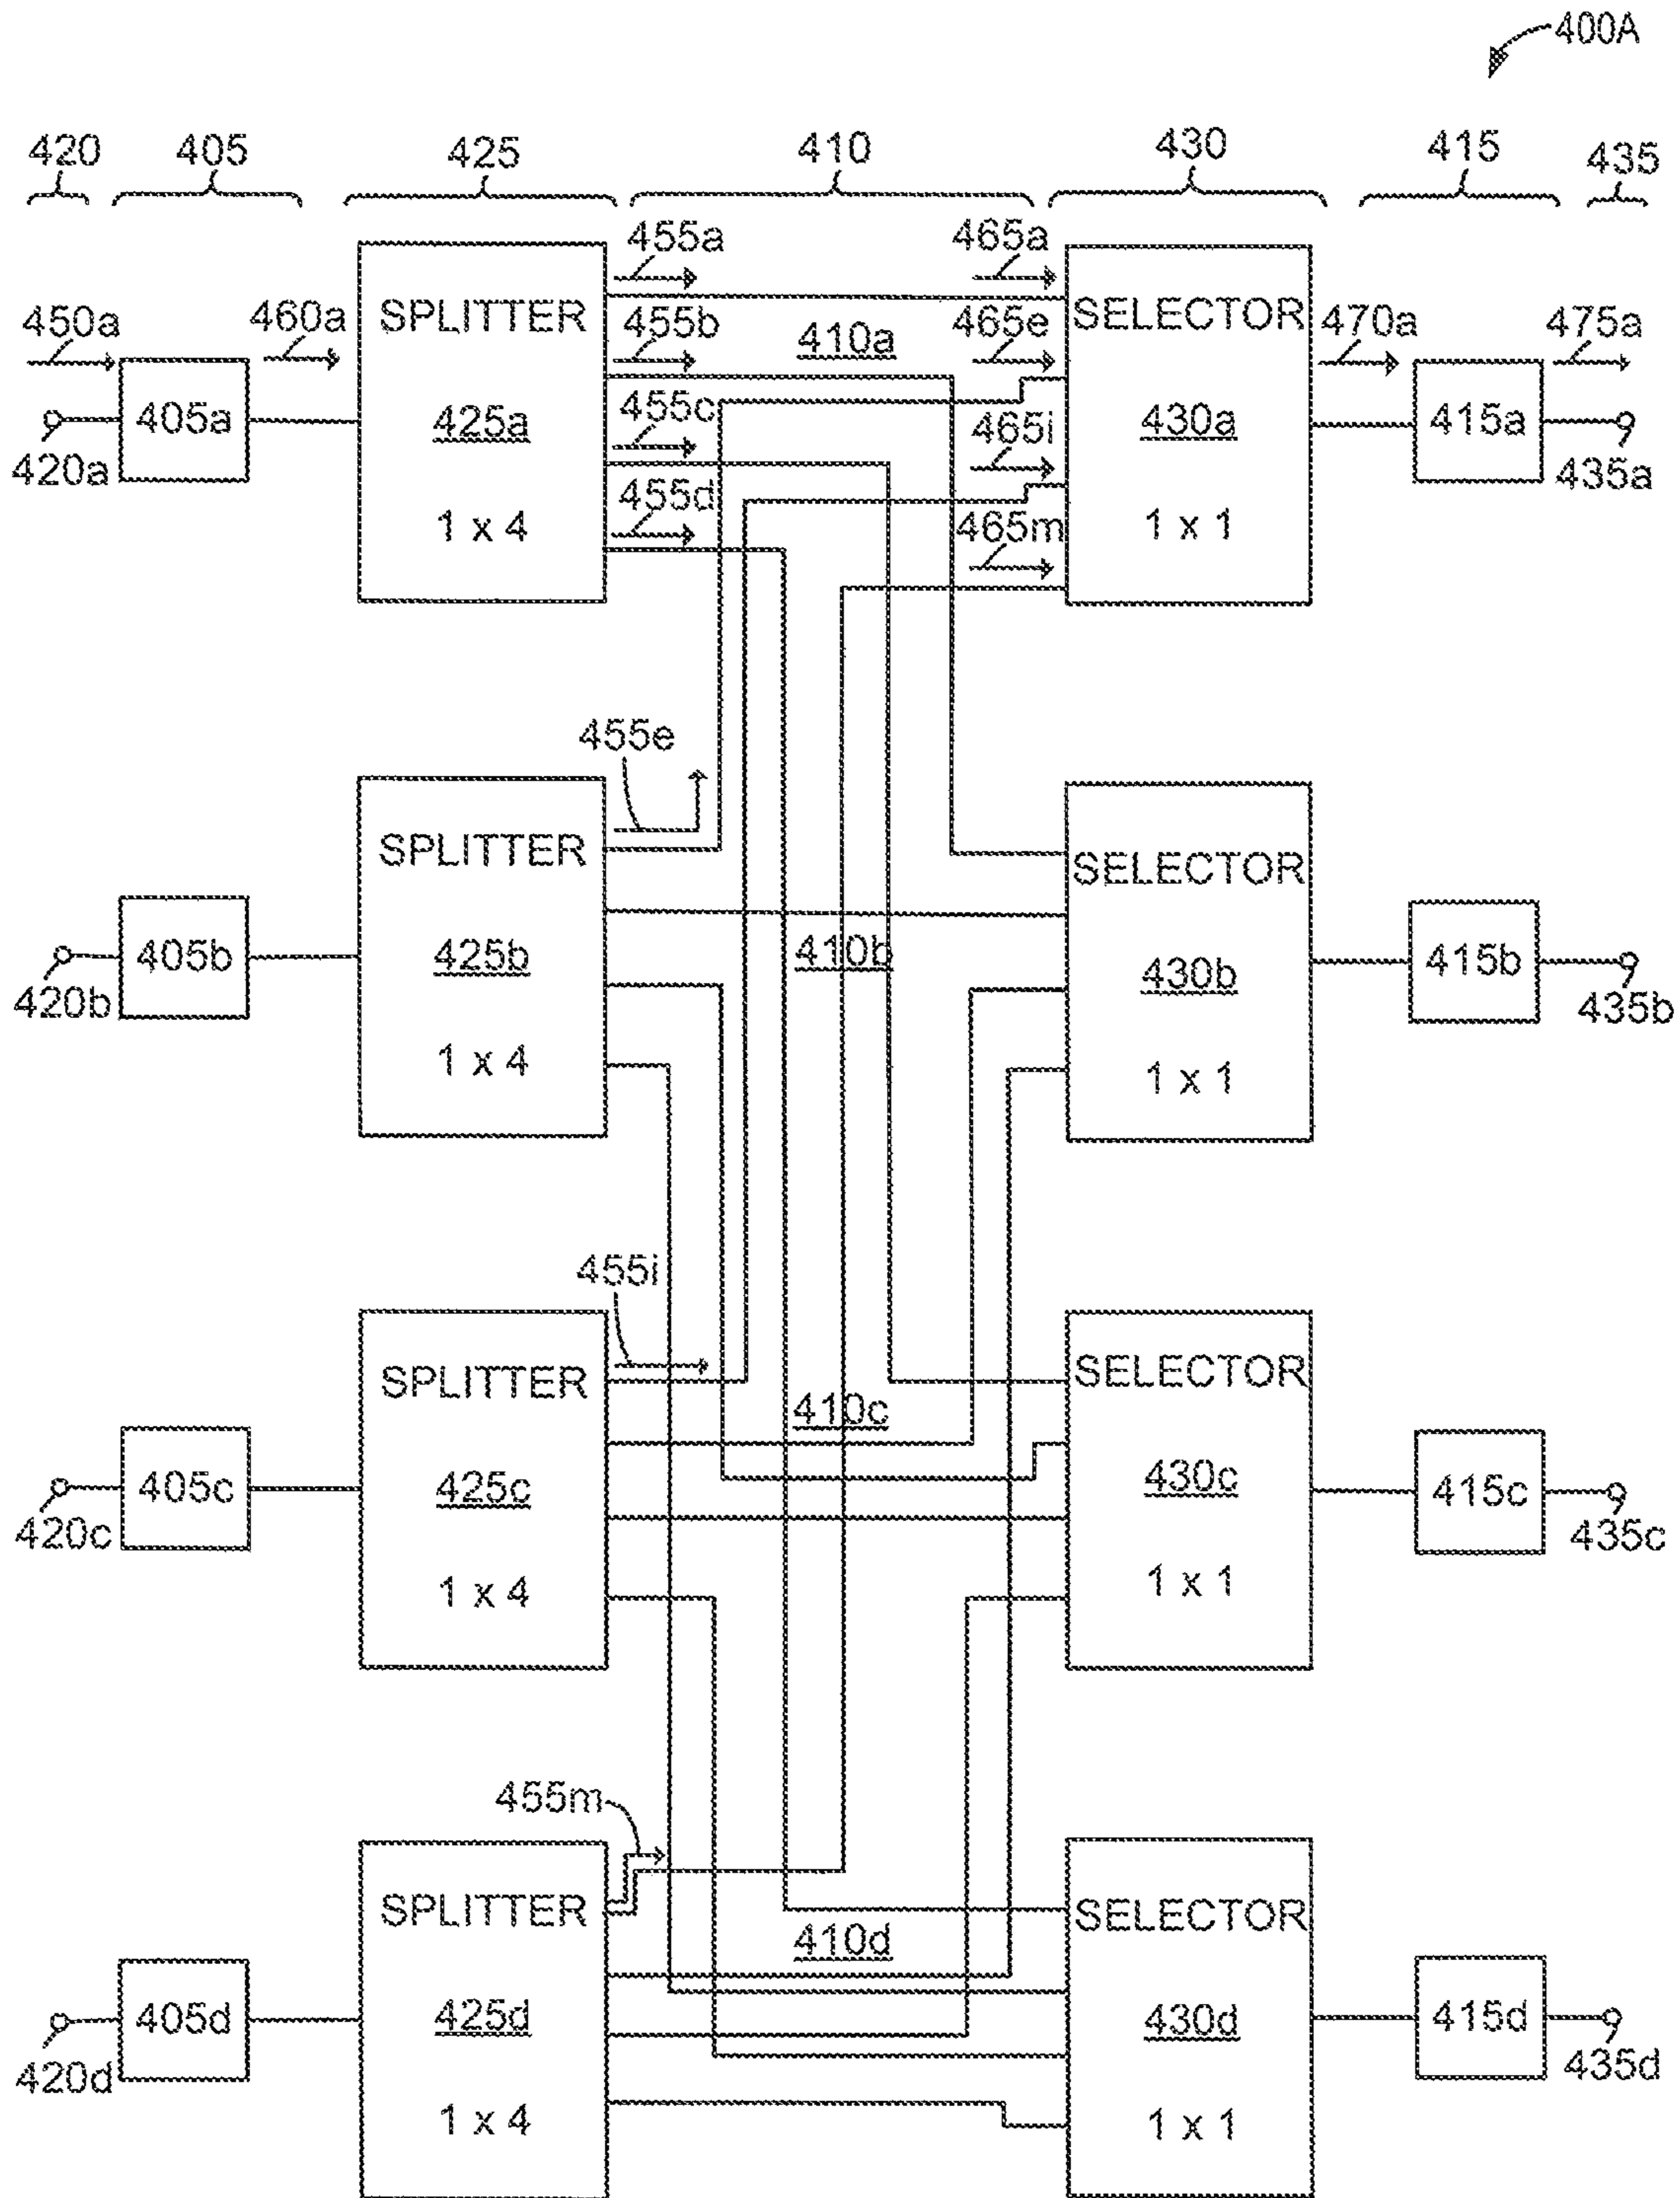 400A
420 405 425 410 430 415 435
455a 465a
450a 460a SPLITTER 455b 410a 465e SELECTOR 470a 475a
405a 425a 455c 465i 430a 415a
420a 455d 435a
1 x 4 465m 1 x 1
455e
SPLITTER SELECTOR
405b 425b 410b 430b 415b
420b 435b
1 x 4 1 x 1
455i
SPLITTER SELECTOR
410c
405c 425c 430c 415c
420c 435c
1 x 4 1 x 1
455m
SPLITTER SELECTOR
410d
405d 425d 430d 415d
420d 435d
1 x 4 1 x 1